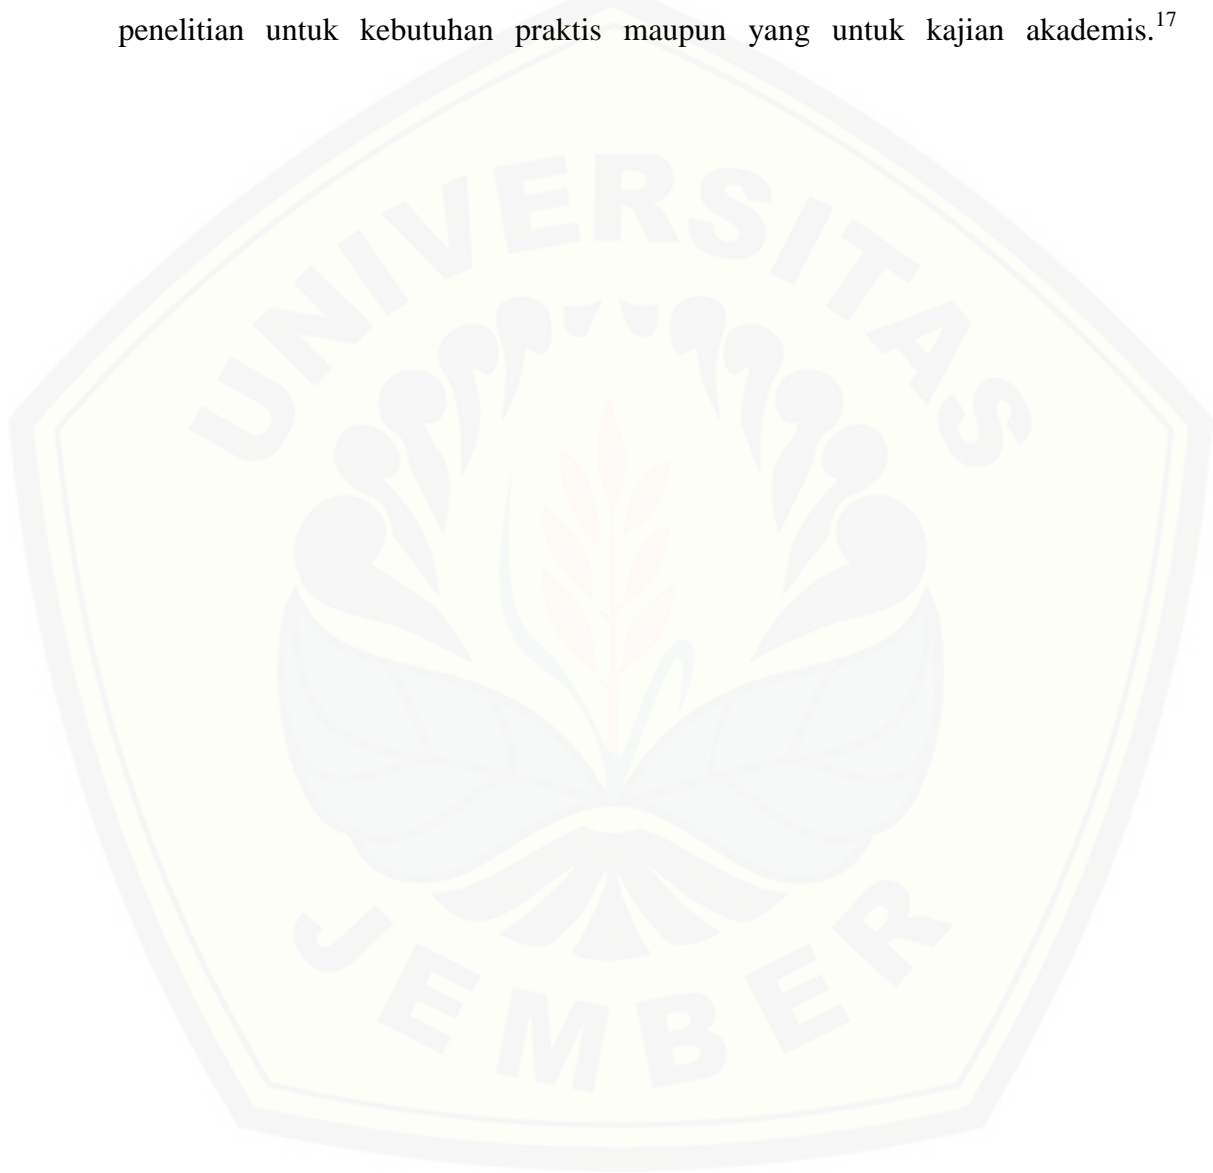 penelitian untuk kebutuhan praktis maupun yang untuk kajian akademis.17
UNIVERSITAS
JEMBER